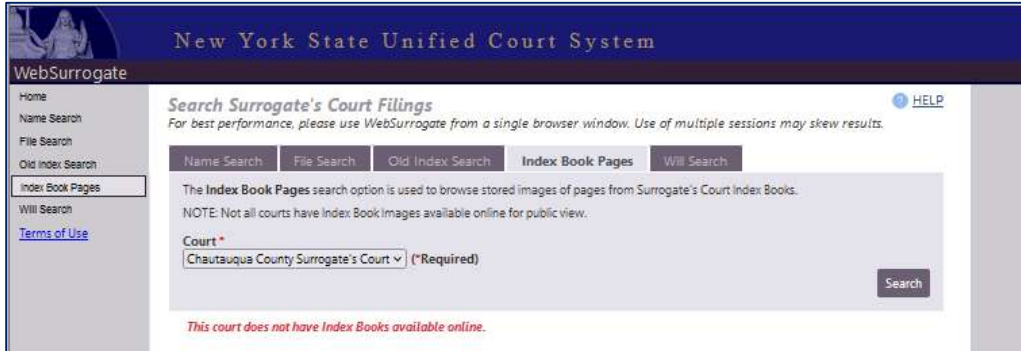 New York State Unified Court System
WebSurrogate
Home
Name Search
File Search
Old Index Search
Index Book Pages
Will Search
Terms of Use
Search Surrogate's Court Filings
HELP
For best performance, please use WebSurrogate from a single browser window. Use of multiple sessions may skew results.
Name Search File Search Old Index Search Index Book Pages Will Search
The Index Book Pages search option is used to browse stored images of pages from Surrogate's Court Index Books.
NOTE: Not all courts have Index Book Images available online for public view.
Court *
Chautauqua County Surrogate's Court (*Required)
Search
This court does not have Index Books available online.